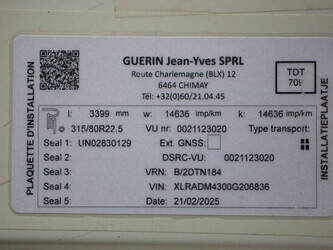 GUERIN Jean-Yves SPRL
Route Charlemagne (BLX) 12
6464 CHIMAY
Tél: +32(0)60/21.04.45
TDT
709
PLAQUETTE D'INSTALLATION
l: 3399 mm w: 14636 imp/km k: 14636 imp/km
315/80R22.5 VU nr: 0021123020 Type transport:
Seal 1: UN02830129 Ext. GNSS:
Seal 2: DSRC-VU: 0021123020
Seal 3: VRN: B/2DTN184
Seal 4: VIN: XLRADM4300G206836
Seal 5: Date: 21/02/2025
INSTALLATIEPLAATJE